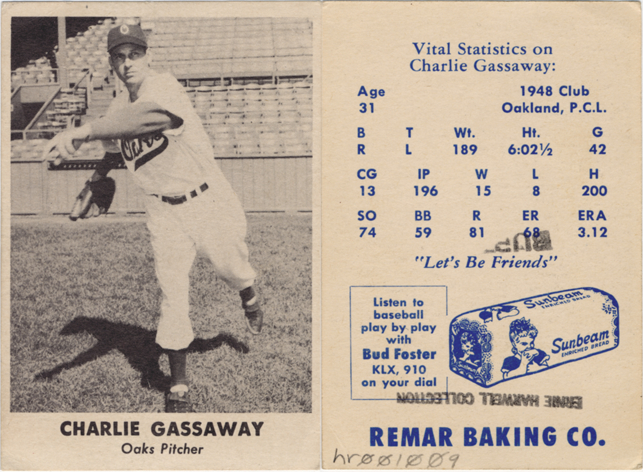 CHARLIE GASSAWAY
Oaks Pitcher
Vital Statistics on
Charlie Gassaway:
Age 1948 Club
31 Oakland, P.C.L.
B T Wt. Ht. G
R L 189 6:02½ 42
CG IP W L H
13 196 15 8 200
SO BB R ER ERA
74 59 81 68 3.12
"Let's Be Friends"
Listen to
baseball
play by play
with
Bud Foster
KLX, 910
on your dial
Sunbeam
ENRICHED BREAD
Sunbeam
ENRICHED BREAD
ERNIE HARWELL COLLECTION
REMAR BAKING CO.
hr001009